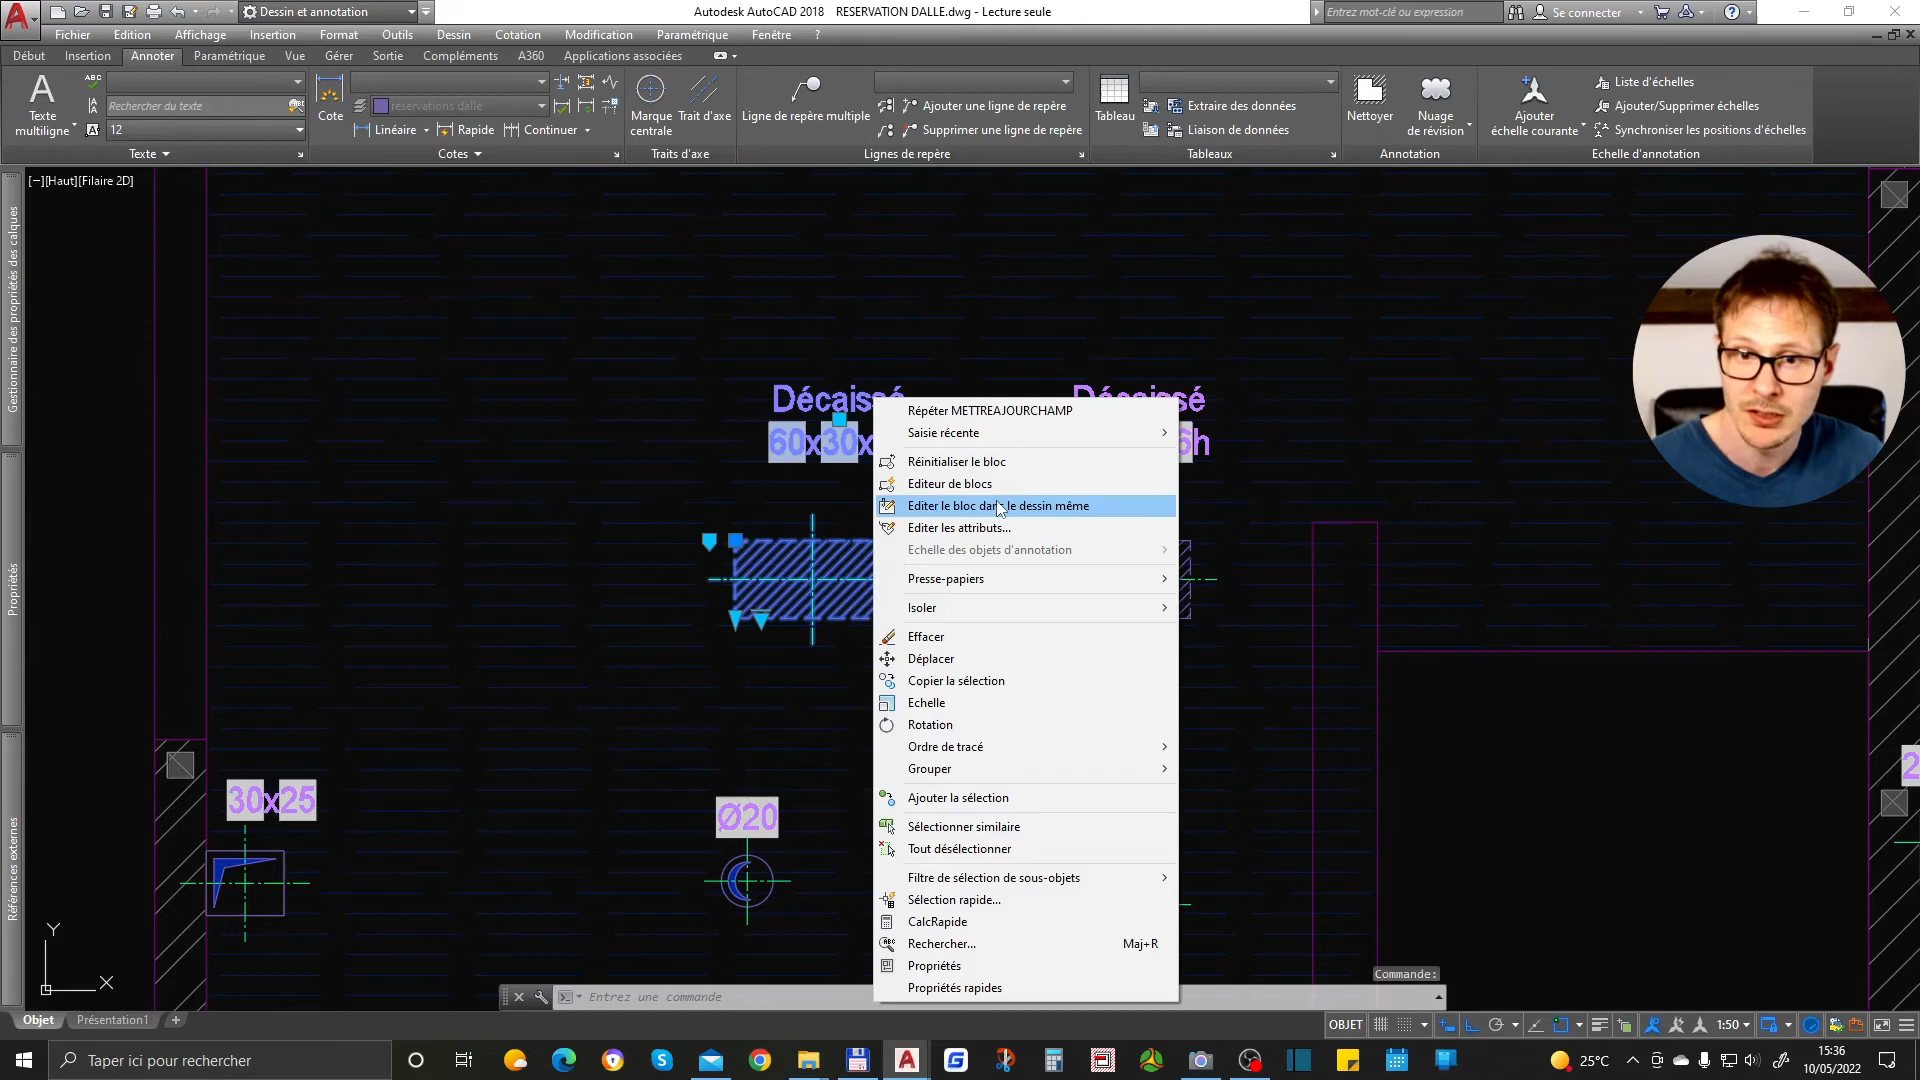 Dessin et annotation
Autodesk AutoCAD 2018 RESERVATION DALLE.dwg - Lecture seule
Entrez mot-clé ou expression
Se connecter
Fichier Edition Affichage Insertion Format Outils Dessin Cotation Modification Paramétrique Fenêtre ?
Début Insertion Annoter Paramétrique Vue Gérer Sortie Compléments A360 Applications associées
Texte
multiligne
Rechercher du texte
12
Texte
Cote
reservations dalle
Linéaire
Rapide
Continuer
Cotes
Marque
centrale
Trait d'axe
Traits d'axe
Ligne de repère multiple
Ajouter une ligne de repère
Supprimer une ligne de repère
Lignes de repère
Tableau
Extraire des données
Liaison de données
Tableaux
Nettoyer
Nuage
de révision
Annotation
Ajouter
échelle courante
Liste d'échelles
Ajouter/Supprimer échelles
Synchroniser les positions d'échelles
Echelle d'annotation
[−][Haut][Filaire 2D]
Gestionnaire des propriétés des calques
Propriétés
Références externes
Décaissé
60x30x
Décaissé
6h
Répéter METTREAJOURCHAMP
Saisie récente
Réinitialiser le bloc
Editeur de blocs
Editer le bloc dans le dessin même
Editer les attributs...
Echelle des objets d'annotation
Presse-papiers
Isoler
Effacer
Déplacer
Copier la sélection
Echelle
Rotation
Ordre de tracé
Grouper
Ajouter la sélection
Sélectionner similaire
Tout désélectionner
Filtre de sélection de sous-objets
Sélection rapide...
CalcRapide
Rechercher... Maj+R
Propriétés
Propriétés rapides
30x25
Ø20
2
Y
X
Commande:
Entrez une commande
Objet Présentation1 +
OBJET
1:50
Taper ici pour rechercher
25°C
15:36
10/05/2022